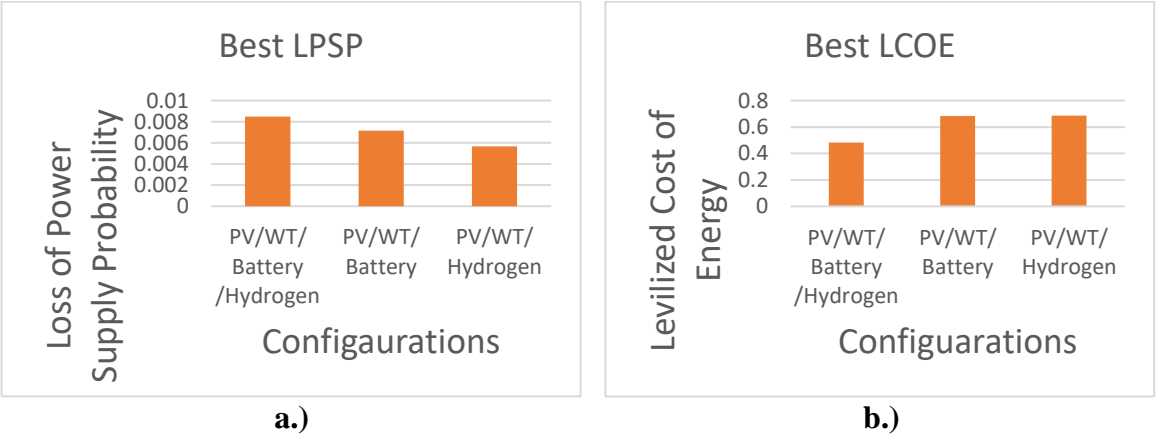 Best LPSP
Loss of Power
Supply Probability
0.01
0.008
0.006
0.004
0.002
0
PV/WT/
Battery
/Hydrogen
PV/WT/
Battery
PV/WT/
Hydrogen
Configaurations
a.)
Best LCOE
Levilized Cost of
Energy
0.8
0.6
0.4
0.2
0
PV/WT/
Battery
/Hydrogen
PV/WT/
Battery
PV/WT/
Hydrogen
Configuarations
b.)